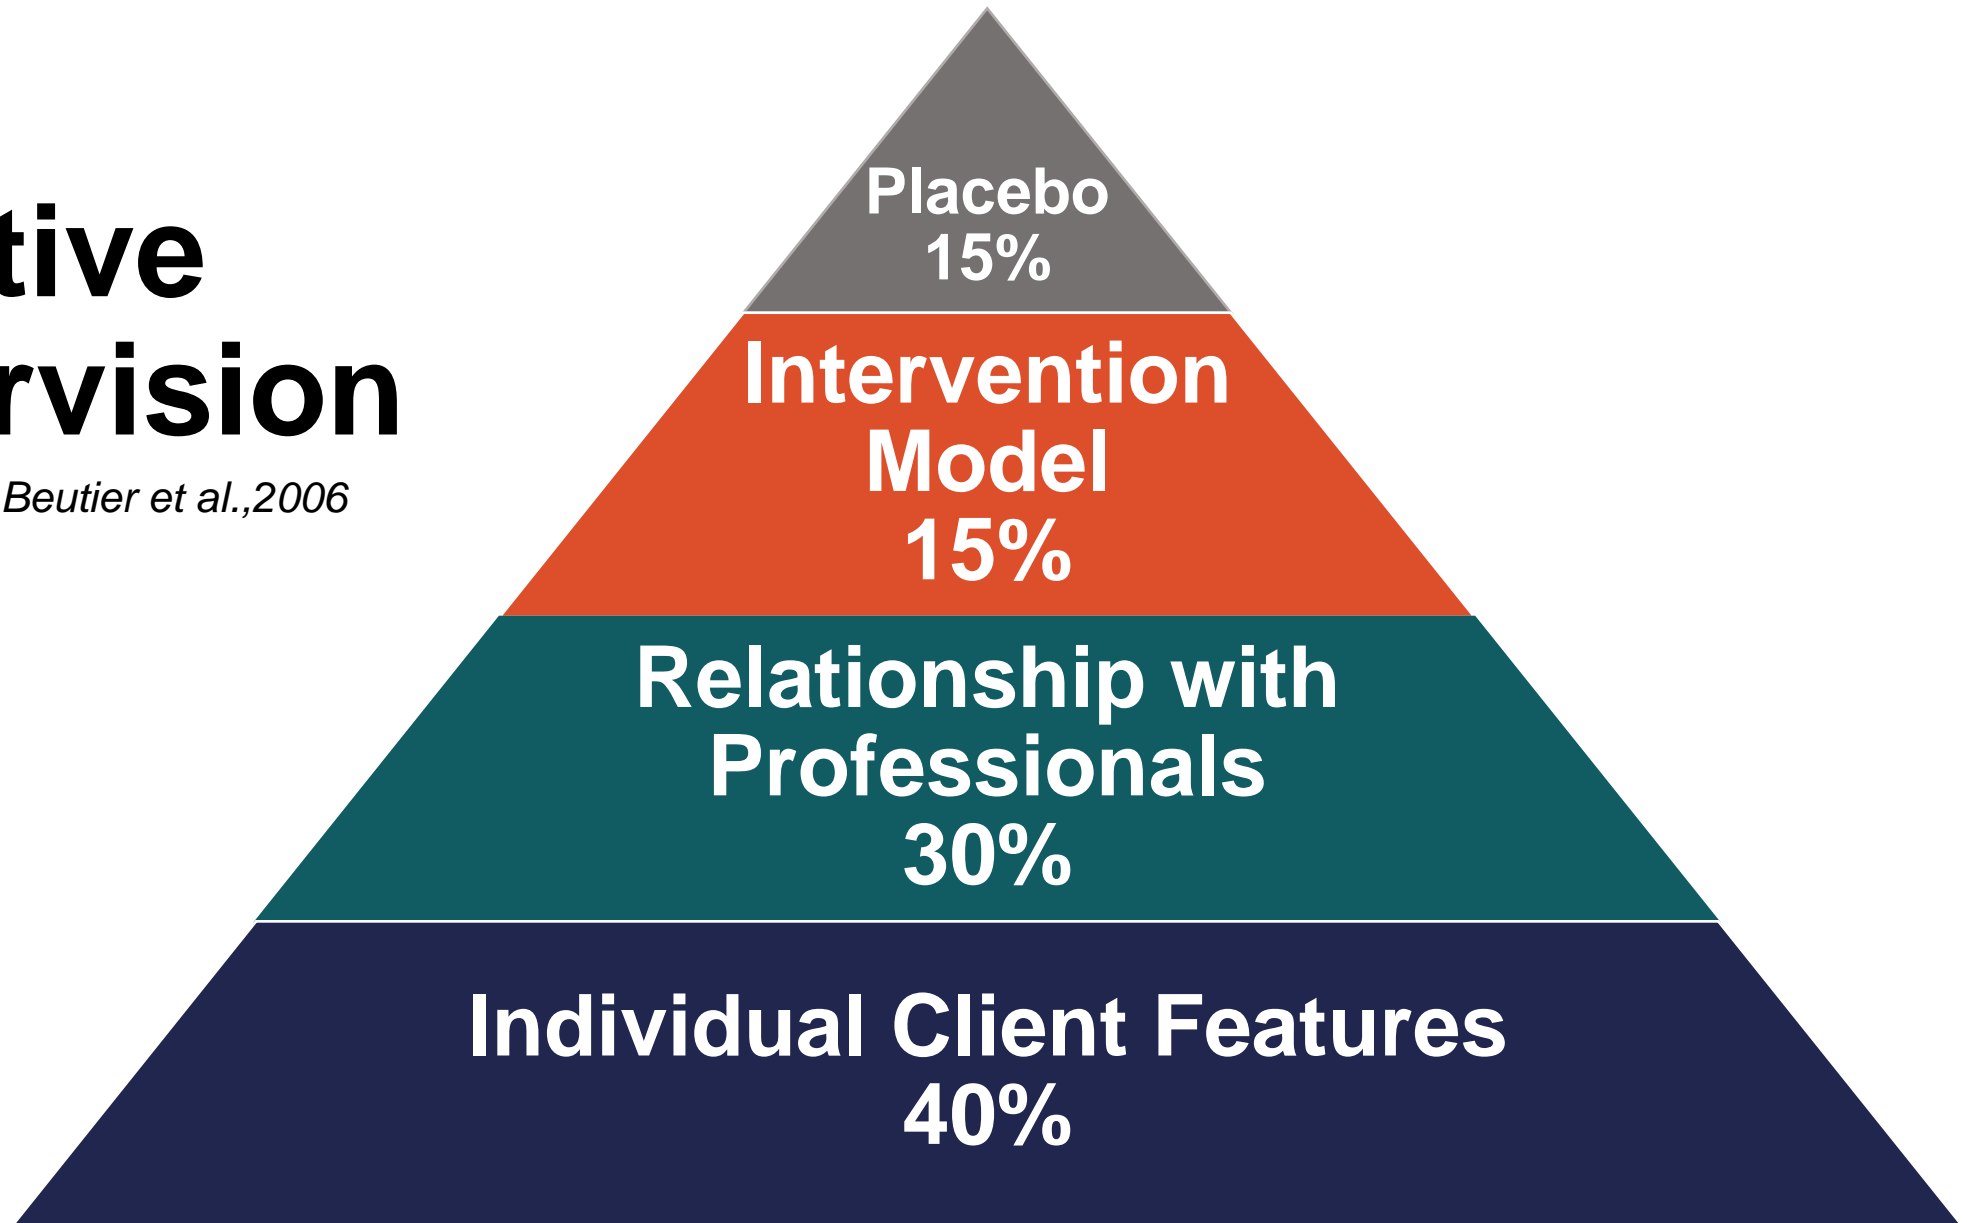 tive
rvision
Beutier et al.,2006
Placebo
15%
Intervention
Model
15%
Relationship with
Professionals
30%
Individual Client Features
40%